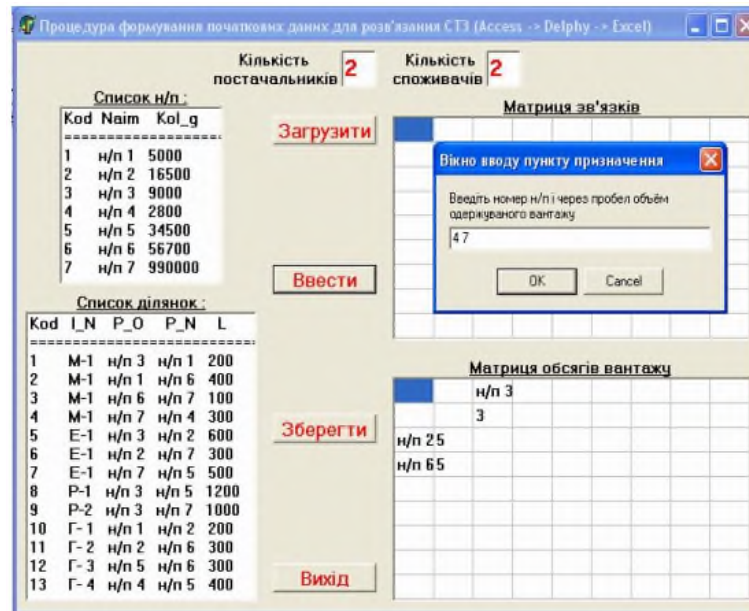 Процедура формування початкових даних для розв'язання СТЗ (Access -> Delphy -> Excel)
Кількість постачальників 2
Кількість споживачів 2
Список н/п :
Kod Naim Kol_g
====================
1 н/п 1 5000
2 н/п 2 16500
3 н/п 3 9000
4 н/п 4 2800
5 н/п 5 34500
6 н/п 6 56700
7 н/п 7 990000
Список ділянок :
Kod I_N P_O P_N L
==============================
1 М-1 н/п 3 н/п 1 200
2 М-1 н/п 1 н/п 6 400
3 М-1 н/п 6 н/п 7 100
4 М-1 н/п 7 н/п 4 300
5 Е-1 н/п 3 н/п 2 600
6 Е-1 н/п 2 н/п 7 300
7 Е-1 н/п 7 н/п 5 500
8 Р-1 н/п 3 н/п 5 1200
9 Р-2 н/п 3 н/п 7 1000
10 Г- 1 н/п 1 н/п 2 200
11 Г- 2 н/п 2 н/п 6 300
12 Г- 3 н/п 5 н/п 6 300
13 Г- 4 н/п 4 н/п 5 400
Загрузити
Ввести
Зберегти
Вихід
Матриця зв'язків
Вікно вводу пункту призначення
Введіть номер н/п і через пробел объём
одержуваного вантажу
4 7
OK Cancel
Матриця обсягів вантажу
н/п 3
3
н/п 2 5
н/п 6 5